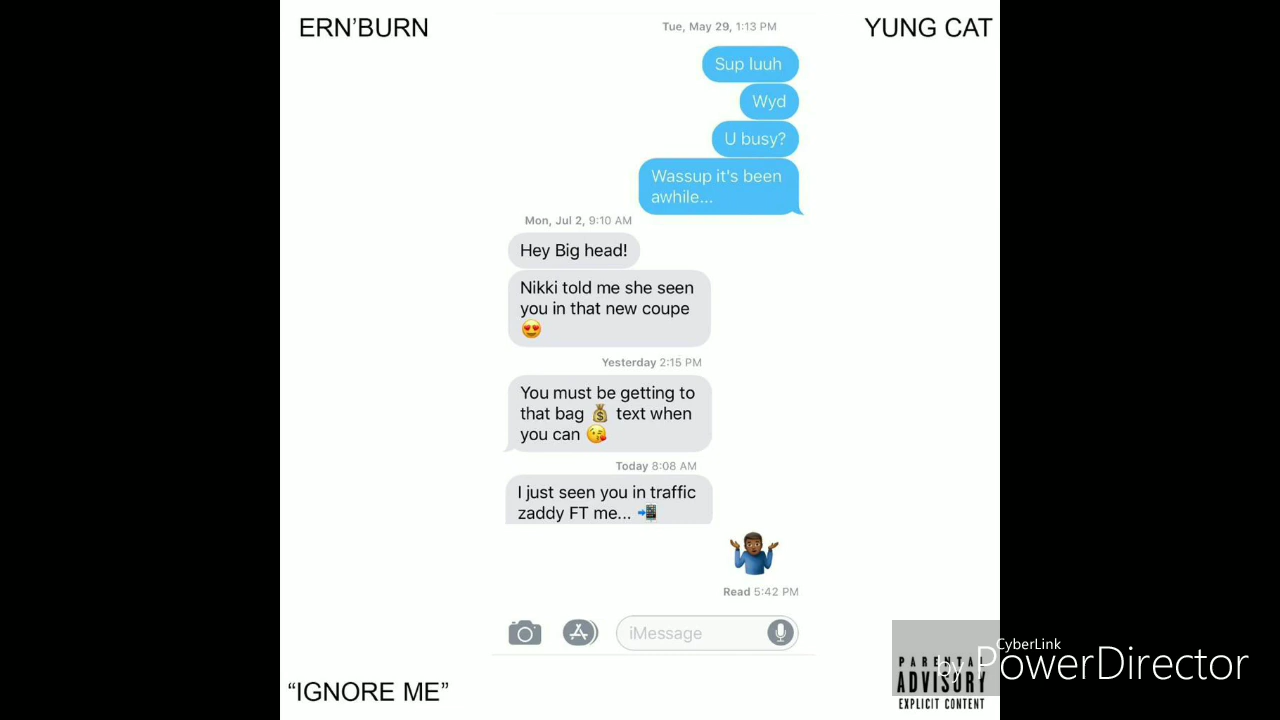 ERN’BURN
YUNG CAT
Tue, May 29, 1:13 PM
Sup luuh
Wyd
U busy?
Wassup it's been
awhile...
Mon, Jul 2, 9:10 AM
Hey Big head!
Nikki told me she seen
you in that new coupe
😍
Yesterday 2:15 PM
You must be getting to
that bag 💰 text when
you can 😘
Today 8:08 AM
I just seen you in traffic
zaddy FT me... 📲
🤷🏾‍♂️
Read 5:42 PM
iMessage
“IGNORE ME”
PARENTAL
ADVISORY
EXPLICIT CONTENT
CyberLink
by PowerDirector